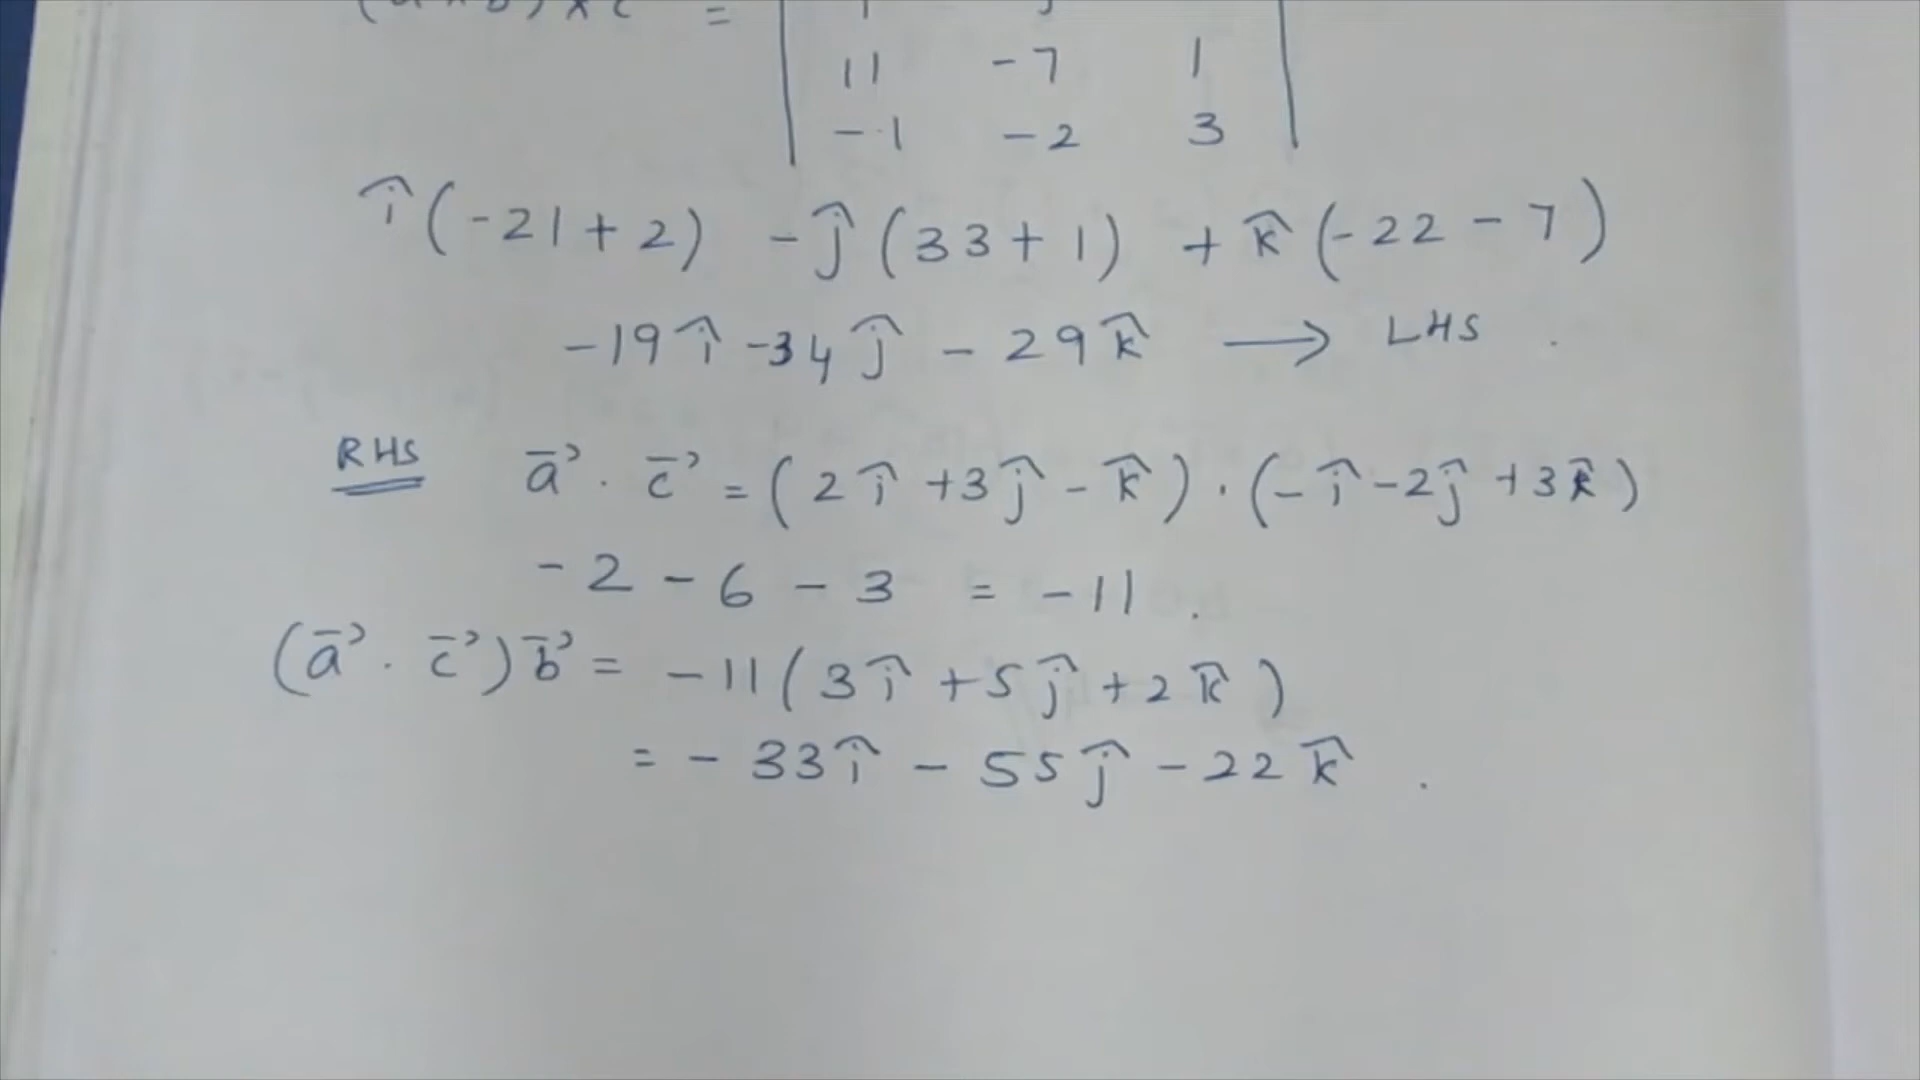 =
11 -7 1
-1 -2 3
î(-21+2) -ĵ(33+1) +k̂(-22-7)
-19î -34ĵ - 29k̂ → LHS .
RHS a⃗ . c⃗ = (2î +3ĵ - k̂) . (-î -2ĵ +3k̂)
-2 - 6 - 3 = -11 .
(a⃗ . c⃗) b⃗ = -11(3î +5ĵ +2k̂)
= - 33î - 55ĵ - 22k̂ .